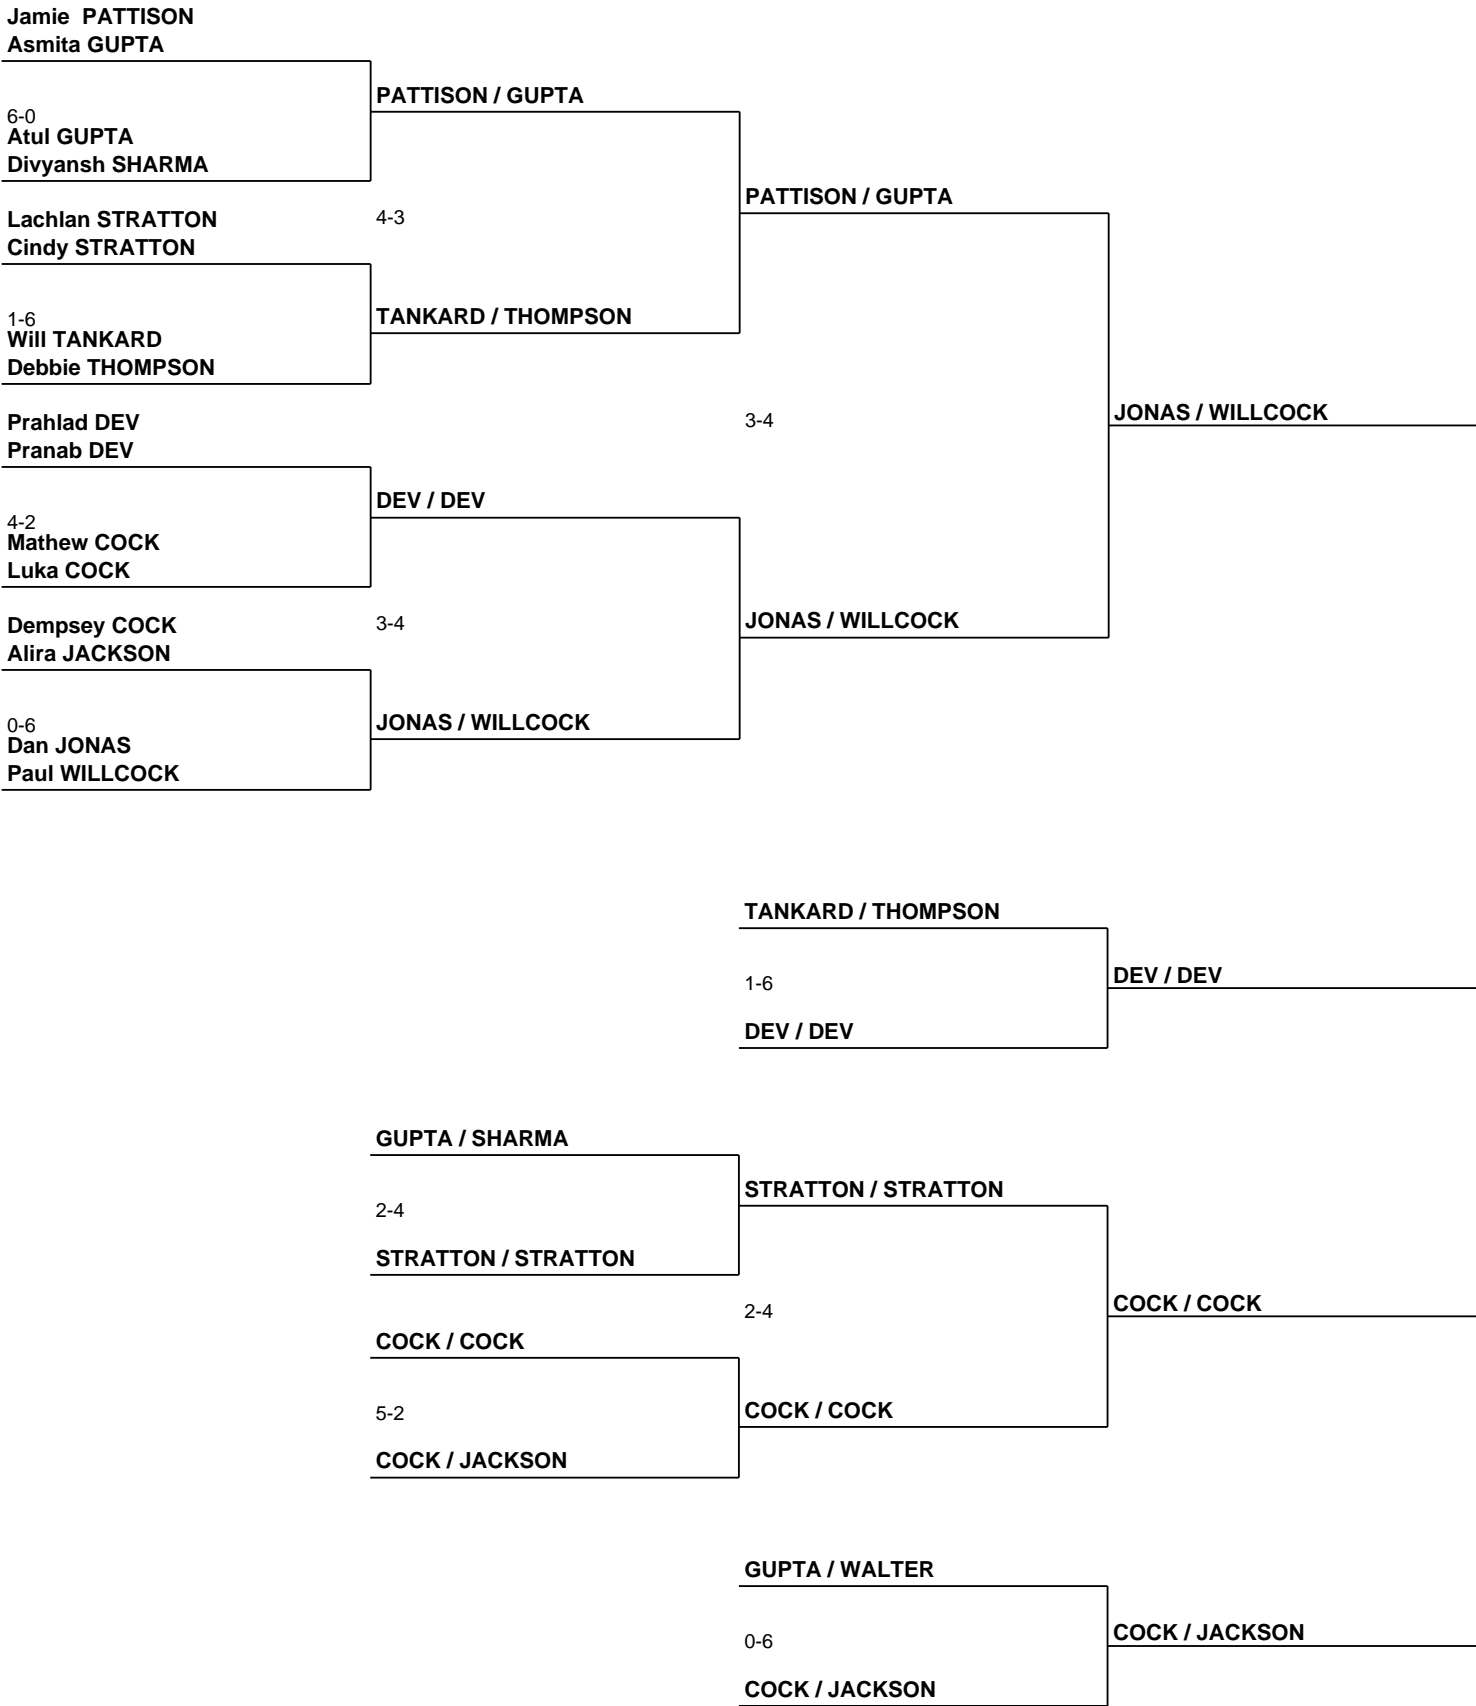 Jamie  PATTISON
Asmita GUPTA
PATTISON / GUPTA
6-0
Atul GUPTA
Divyansh SHARMA
PATTISON / GUPTA
Lachlan STRATTON
4-3
Cindy STRATTON
TANKARD / THOMPSON
1-6
Will TANKARD
Debbie THOMPSON
JONAS / WILLCOCK
Prahlad DEV
3-4
Pranab DEV
DEV / DEV
4-2
Mathew COCK
Luka COCK
JONAS / WILLCOCK
Dempsey COCK
3-4
Alira JACKSON
JONAS / WILLCOCK
0-6
Dan JONAS
Paul WILLCOCK
TANKARD / THOMPSON
DEV / DEV
1-6
DEV / DEV
GUPTA / SHARMA
STRATTON / STRATTON
2-4
STRATTON / STRATTON
COCK / COCK
2-4
COCK / COCK
COCK / COCK
5-2
COCK / JACKSON
GUPTA / WALTER
COCK / JACKSON
0-6
COCK / JACKSON